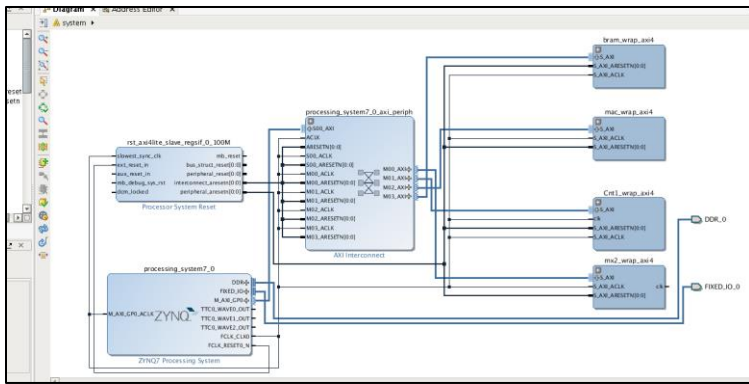 Diagram × Address Editor ×
system
reset
setn
rst_axi4lite_slave_regsif_0_100M
slowest_sync_clk
ext_reset_in
aux_reset_in
mb_debug_sys_rst
dcm_locked
mb_reset
bus_struct_reset[0:0]
peripheral_reset[0:0]
interconnect_aresetn[0:0]
peripheral_aresetn[0:0]
Processor System Reset
processing_system7_0_axi_periph
S00_AXI
ACLK
ARESETN[0:0]
S00_ACLK
S00_ARESETN[0:0]
M00_ACLK
M00_ARESETN[0:0]
M01_ACLK
M01_ARESETN[0:0]
M02_ACLK
M02_ARESETN[0:0]
M03_ACLK
M03_ARESETN[0:0]
M00_AXI
M01_AXI
M02_AXI
M03_AXI
AXI Interconnect
processing_system7_0
M_AXI_GP0_ACLK
ZYNQ
DDR
FIXED_IO
M_AXI_GP0
TTC0_WAVE0_OUT
TTC0_WAVE1_OUT
TTC0_WAVE2_OUT
FCLK_CLK0
FCLK_RESET0_N
ZYNQ7 Processing System
bram_wrap_axi4
S_AXI
S_AXI_ARESETN[0:0]
S_AXI_ACLK
mac_wrap_axi4
S_AXI
S_AXI_ARESETN[0:0]
S_AXI_ACLK
Cnt1_wrap_axi4
S_AXI
clk
S_AXI_ARESETN[0:0]
S_AXI_ACLK
mx2_wrap_axi4
S_AXI
S_AXI_ACLK
S_AXI_ARESETN[0:0]
clk
DDR_0
FIXED_IO_0